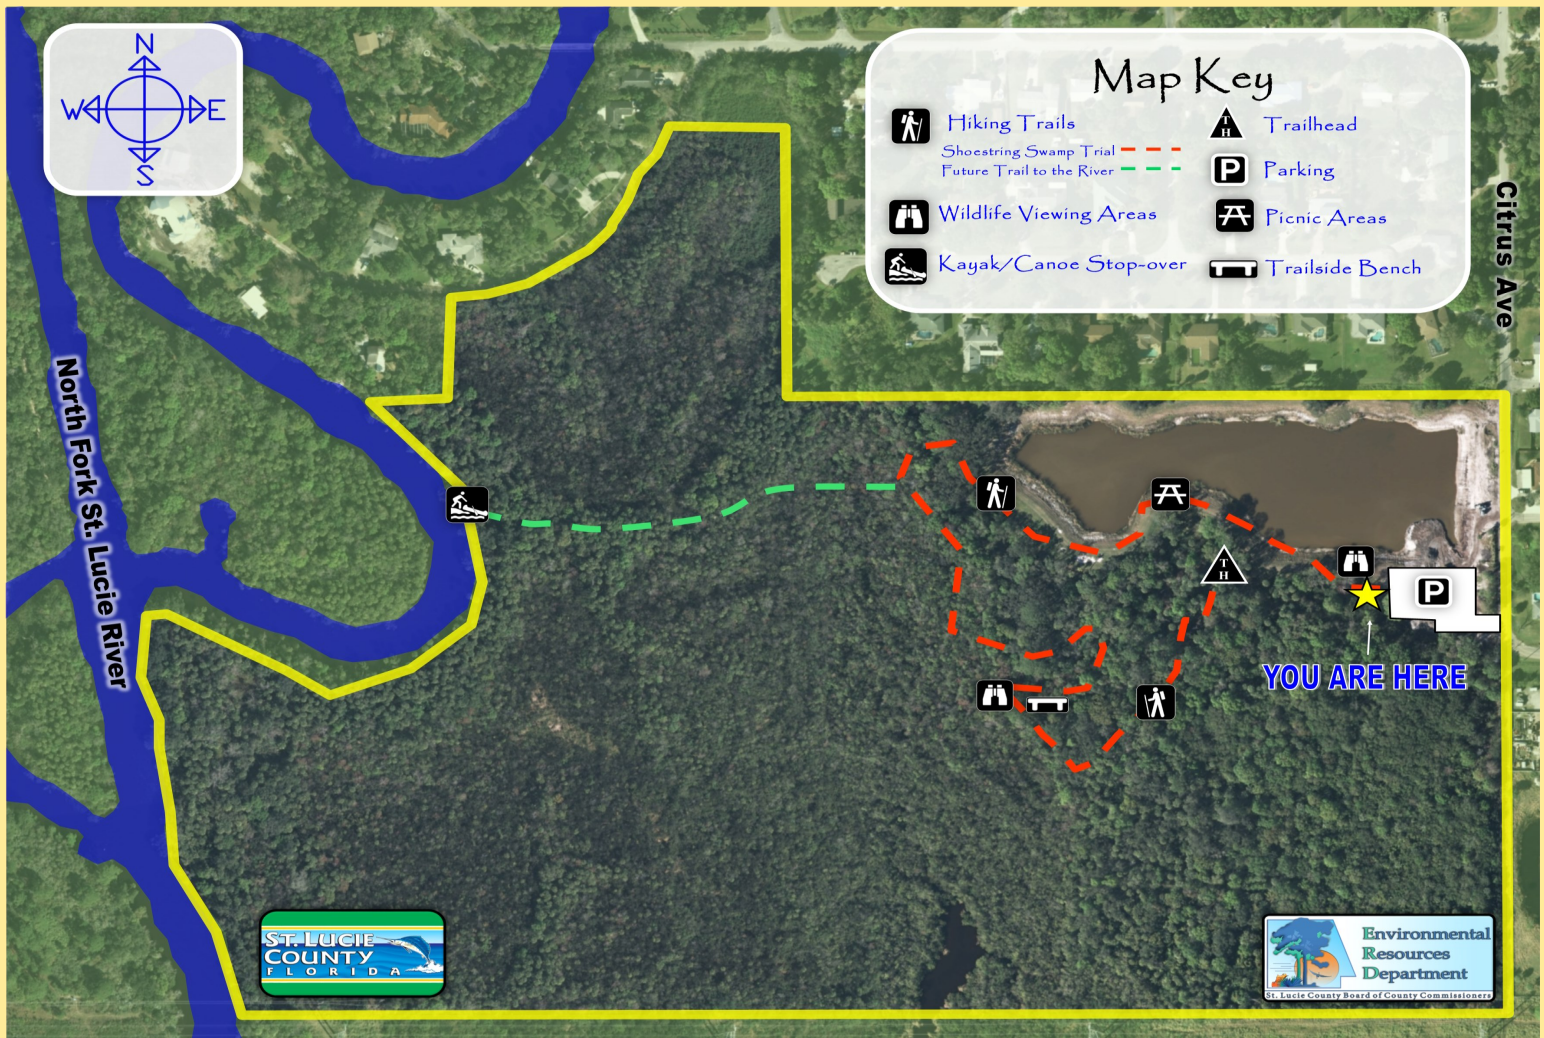 N
W E
S
Map Key
Hiking Trails
Shoestring Swamp Trial
Future Trail to the River
Wildlife Viewing Areas
Kayak/Canoe Stop-over
TH
Trailhead
P
Parking
Picnic Areas
Trailside Bench
Citrus Ave
North Fork St. Lucie River
TH
P
YOU ARE HERE
ST. LUCIE
COUNTY
FLORIDA
Environmental
Resources
Department
St. Lucie County Board of County Commissioners